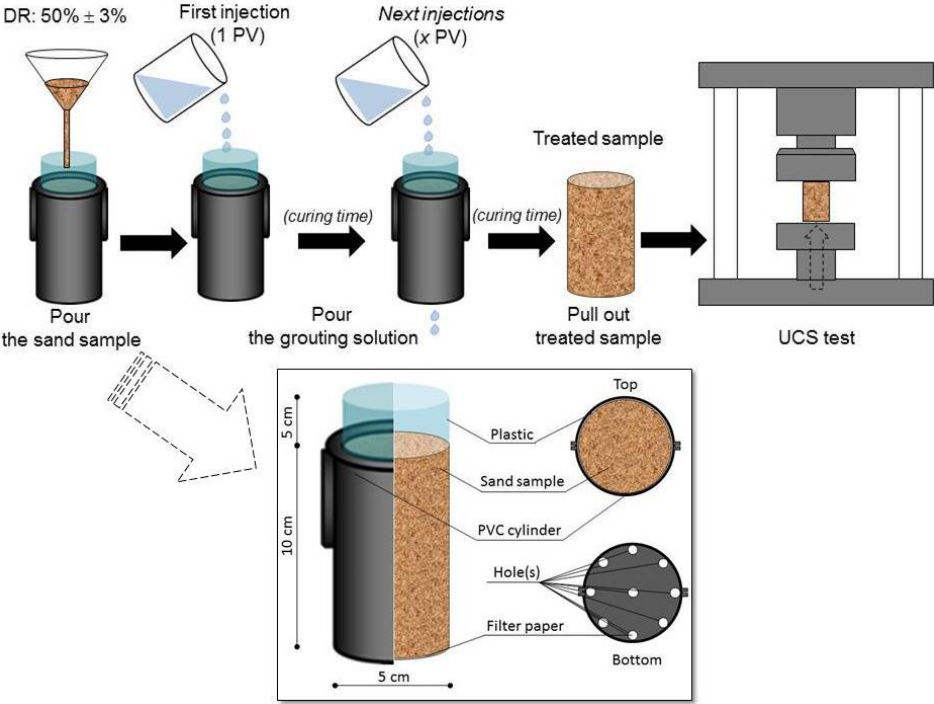 DR: 50% ± 3%
First injection
(1 PV)
Next injections
(x PV)
Treated sample
(curing time)
(curing time)
Pour
the sand sample
Pour
the grouting solution
Pull out
treated sample
UCS test
5 cm
10 cm
5 cm
Plastic
Sand sample
PVC cylinder
Hole(s)
Filter paper
Top
Bottom